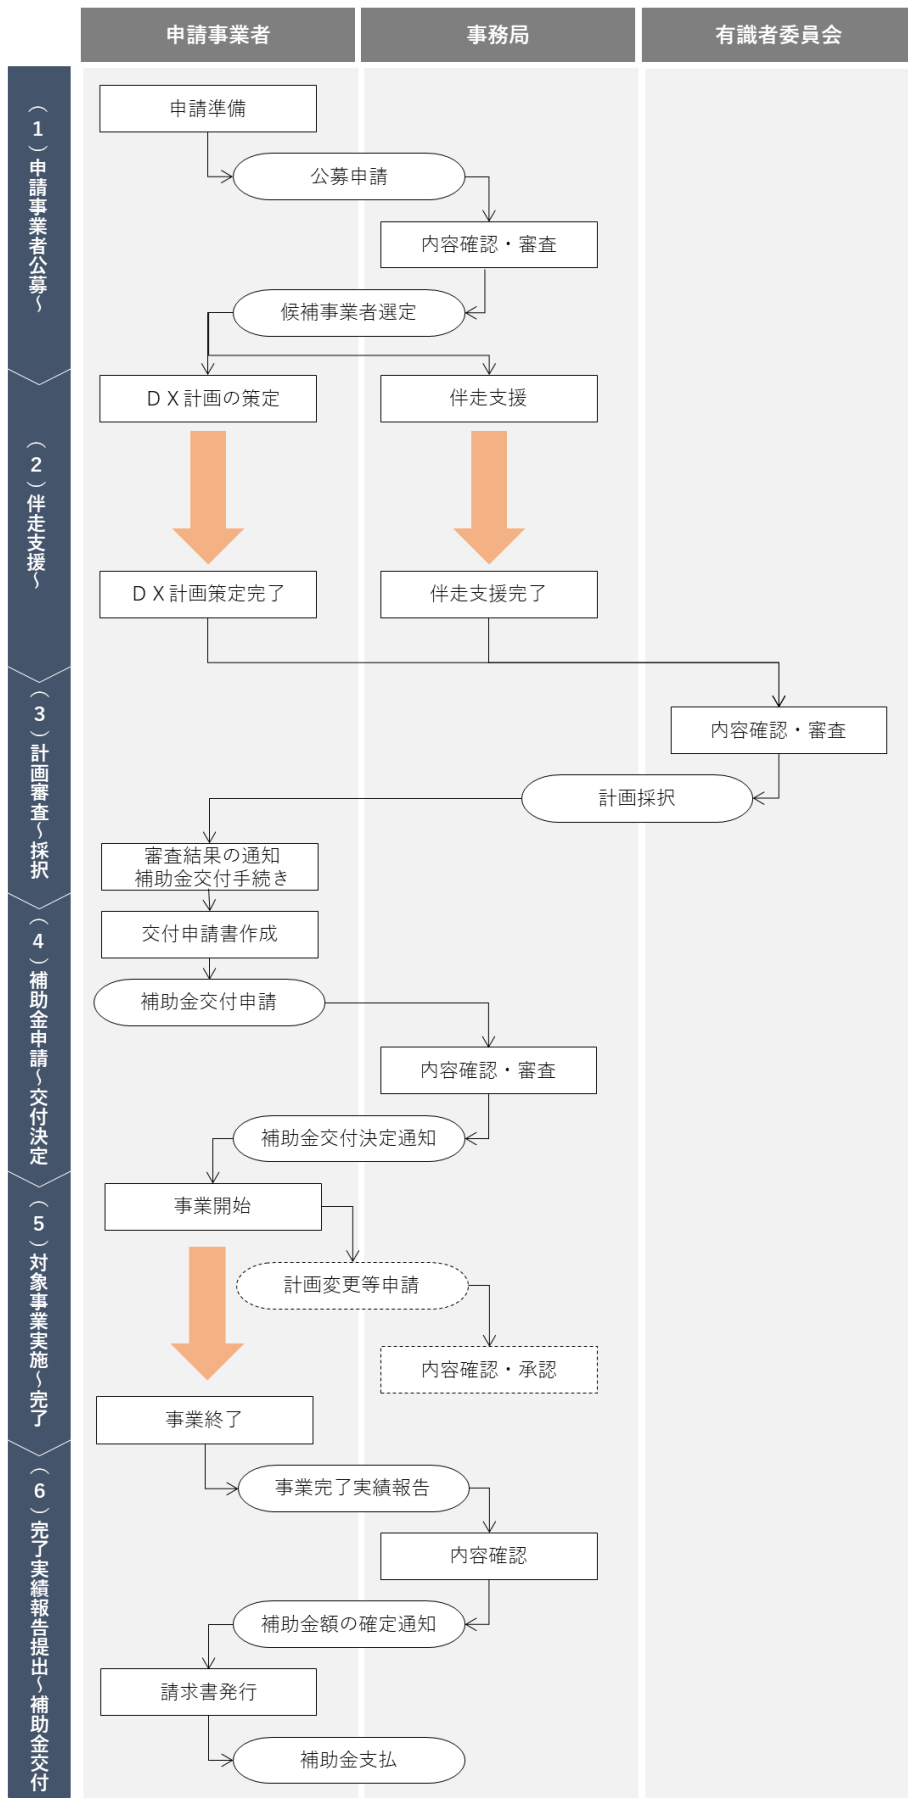 申請事業者
事務局
有識者委員会
（1）申請事業者公募～
申請準備
公募申請
内容確認・審査
候補事業者選定
（2）伴走支援～
ＤＸ計画の策定
伴走支援
ＤＸ計画策定完了
伴走支援完了
（3）計画審査～採択
内容確認・審査
計画採択
審査結果の通知
補助金交付手続き
（4）補助金申請～交付決定
交付申請書作成
補助金交付申請
内容確認・審査
補助金交付決定通知
（5）対象事業実施～完了
事業開始
計画変更等申請
内容確認・承認
事業終了
（6）完了実績報告提出～補助金交付
事業完了実績報告
内容確認
補助金額の確定通知
請求書発行
補助金支払